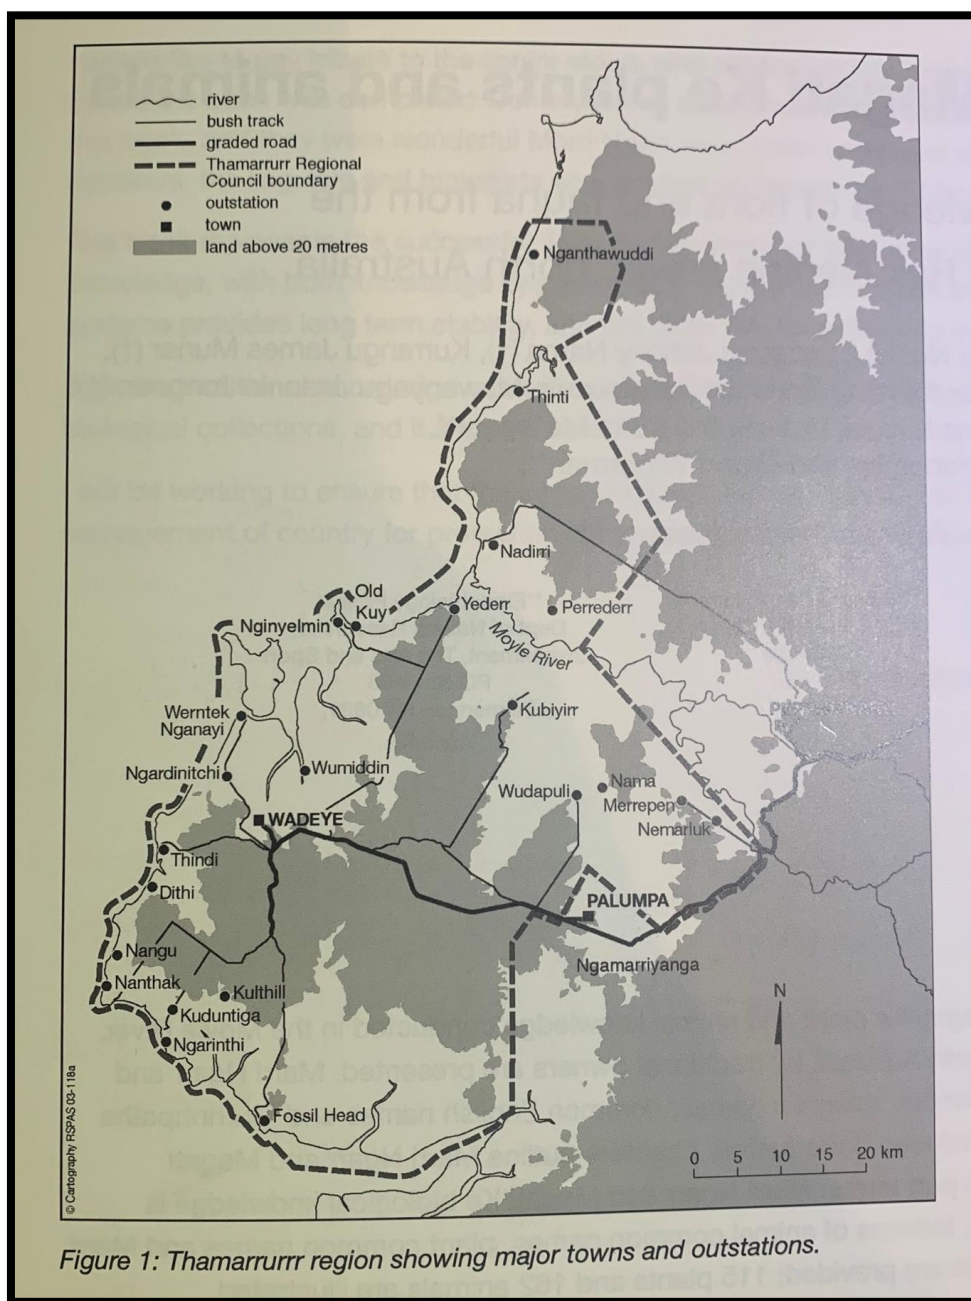 river
bush track
graded road
Thamarrurr Regional
Council boundary
outstation
town
land above 20 metres
Nganthawuddi
Thinti
Nadirri
Old
Kuy
Yederr
Perrederr
Nginyelmin
Moyle River
Kubiyirr
Werntek
Nganayi
Ngardinitchi
Wumiddin
Nama
Wudapuli
Merrepen
WADEYE
Nemarluk
Thindi
Dithi
PALUMPA
Nangu
Ngamarriyanga
Nanthak
Kulthill
N
Kuduntiga
Ngarinthi
Fossil Head
0 5 10 15 20 km
© Cartography RSPAS 03-118a
Figure 1: Thamarrurrr region showing major towns and outstations.